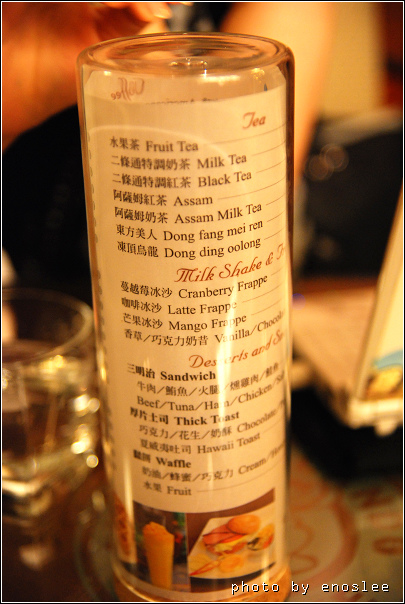 Coffee
Tea
水果茶 Fruit Tea
二條通特調奶茶 Milk Tea
二條通特調紅茶 Black Tea
阿薩姆紅茶 Assam
阿薩姆奶茶 Assam Milk Tea
東方美人 Dong fang mei ren
凍頂烏龍 Dong ding oolong
Milk Shake &
蔓越莓冰沙 Cranberry Frappe
咖啡冰沙 Latte Frappe
芒果冰沙 Mango Frappe
香草／巧克力奶昔 Vanilla/Chocola
Desserts and
三明治 Sandwich
牛肉／鮪魚／火腿／燻雞肉／鮪魚
Beef/Tuna/Ham/Chicken/
厚片土司 Thick Toast
巧克力／花生／奶酥 Chocolate
夏威夷吐司 Hawaii Toast
鬆餅 Waffle
奶油／蜂蜜／巧克力 Cream/
水果 Fruit
photo by enoslee